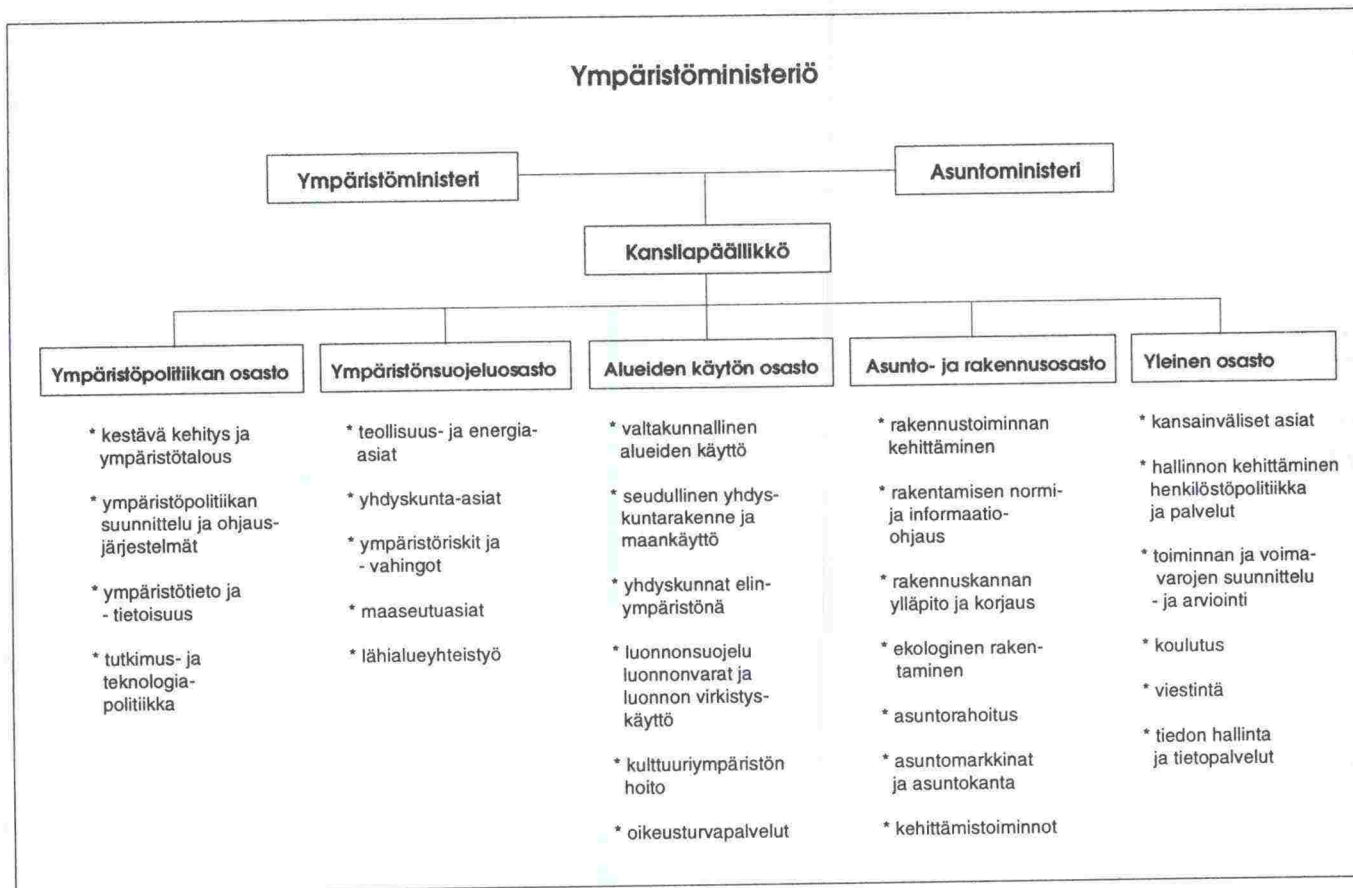 Ympäristöministeriö
Ympäristöministeri
Asuntoministeri
Kansliapäällikkö
Ympäristöpolitiikan osasto
* kestävä kehitys ja
ympäristötalous
* ympäristöpolitiikan
suunnittelu ja ohjaus-
järjestelmät
* ympäristötieto ja
- tietoisuus
* tutkimus- ja
teknologia-
politiikka
Ympäristönsuojeluosasto
* teollisuus- ja energia-
asiat
* yhdyskunta-asiat
* ympäristöriskit ja
- vahingot
* maaseutuasiat
* lähialueyhteistyö
Alueiden käytön osasto
* valtakunnallinen
alueiden käyttö
* seudullinen yhdys-
kuntarakenne ja
maankäyttö
* yhdyskunnat elin-
ympäristönä
* luonnonsuojelu
luonnonvarat ja
luonnon virkistys-
käyttö
* kulttuuriympäristön
hoito
* oikeusturvapalvelut
Asunto- ja rakennusosasto
* rakennustoiminnan
kehittäminen
* rakentamisen normi-
ja informaatio-
ohjaus
* rakennuskannan
ylläpito ja korjaus
* ekologinen raken-
taminen
* asuntorahoitus
* asuntomarkkinat
ja asuntokanta
* kehittämistoiminnot
Yleinen osasto
* kansainväliset asiat
* hallinnon kehittäminen
henkilöstöpolitiikka
ja palvelut
* toiminnan ja voima-
varojen suunnittelu
- ja arviointi
* koulutus
* viestintä
* tiedon hallinta
ja tietopalvelut